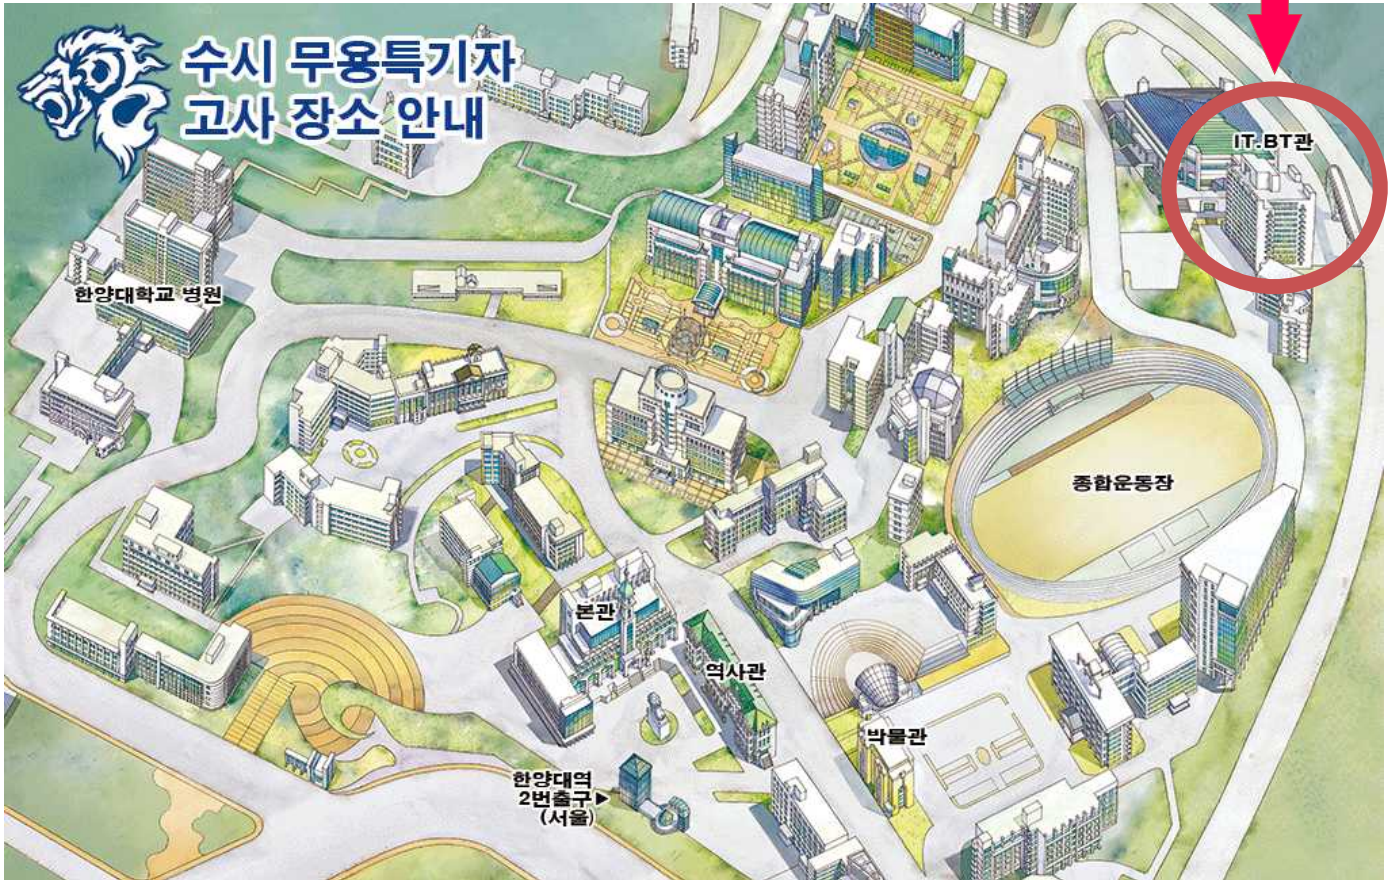 수시 무용특기자
고사 장소 안내
IT.BT관
한양대학교 병원
종합운동장
본관
역사관
박물관
한양대역
2번출구▶
(서울)